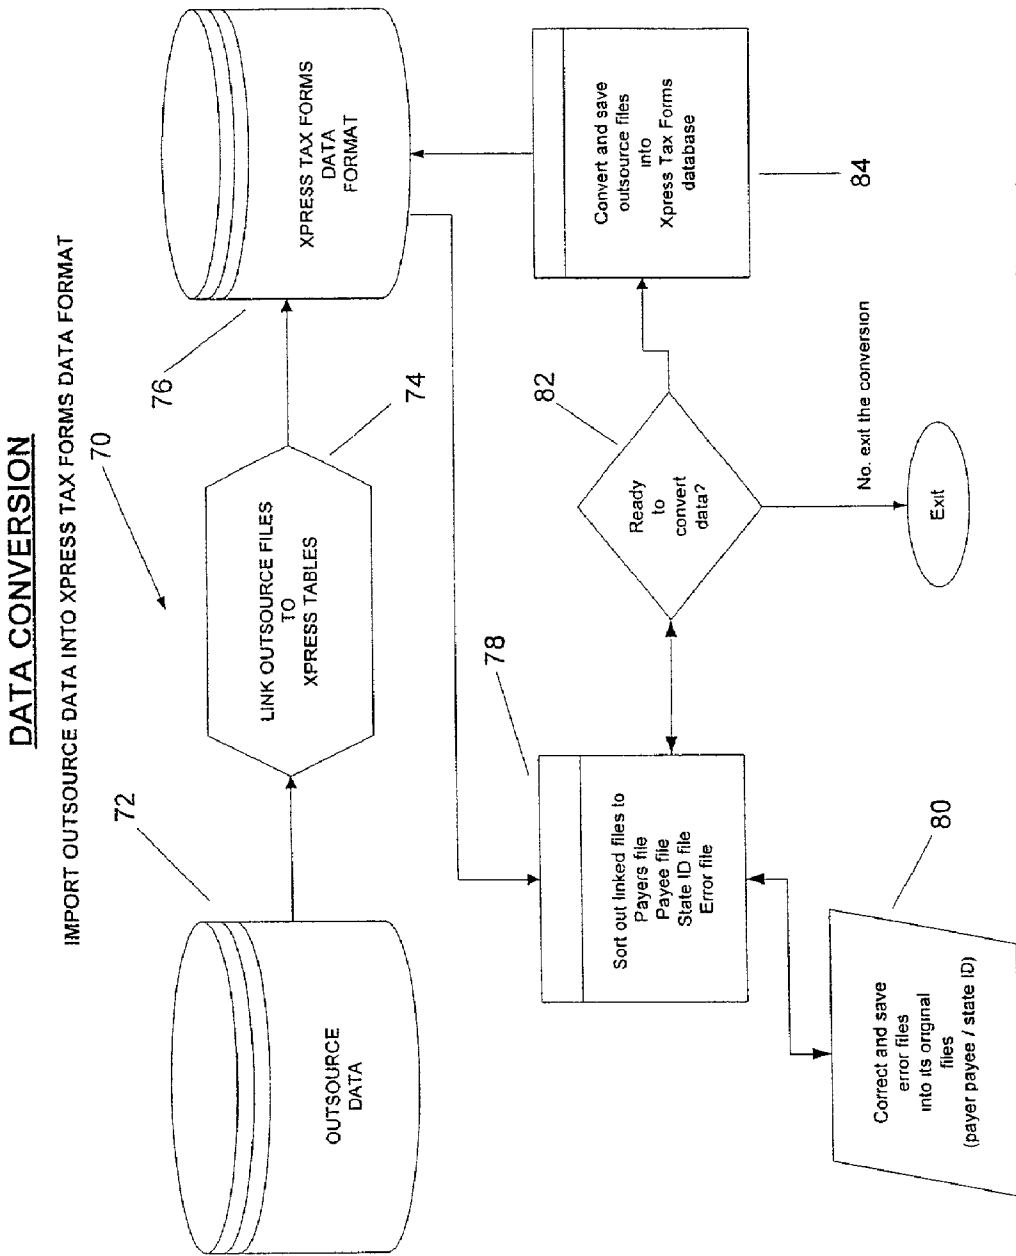 DATA CONVERSION
IMPORT OUTSOURCE DATA INTO XPRESS TAX FORMS DATA FORMAT
70
72
OUTSOURCE
DATA
LINK OUTSOURCE FILES
TO
XPRESS TABLES
74
76
XPRESS TAX FORMS
DATA
FORMAT
78
Sort out linked files to
Payers file
Payee file
State ID file
Error file
82
Ready
to
convert
data?
Convert and save
outsource files
into
Xpress Tax Forms
database
84
80
Correct and save
error files
into its original
files
(payer payee / state ID)
No. exit the conversion
Exit